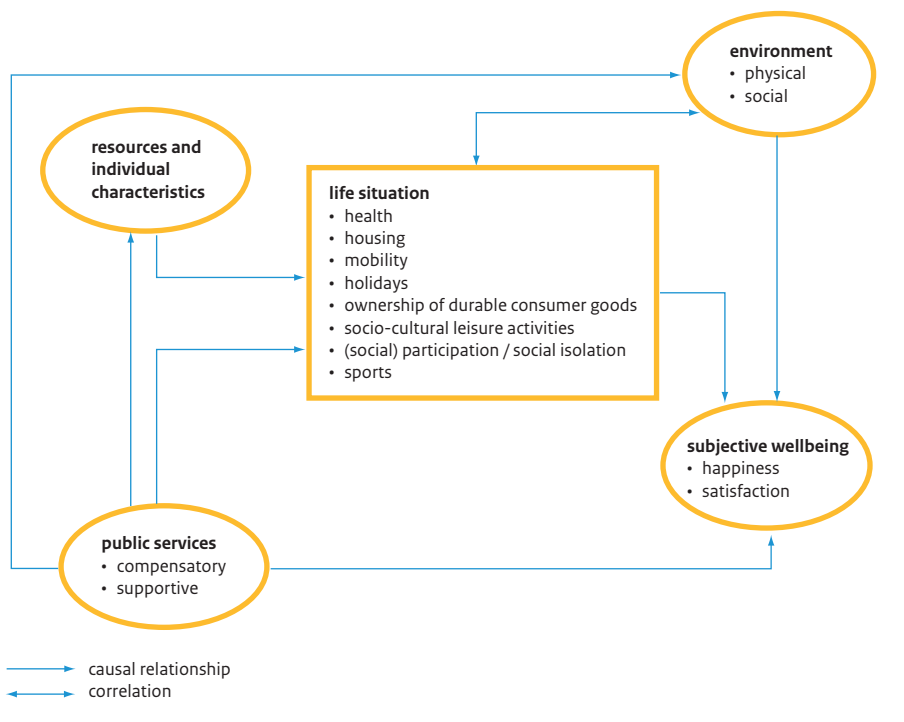 environment
• physical
• social
resources and
individual
characteristics
life situation
• health
• housing
• mobility
• holidays
• ownership of durable consumer goods
• socio-cultural leisure activities
• (social) participation / social isolation
• sports
subjective wellbeing
• happiness
• satisfaction
public services
• compensatory
• supportive
causal relationship
correlation